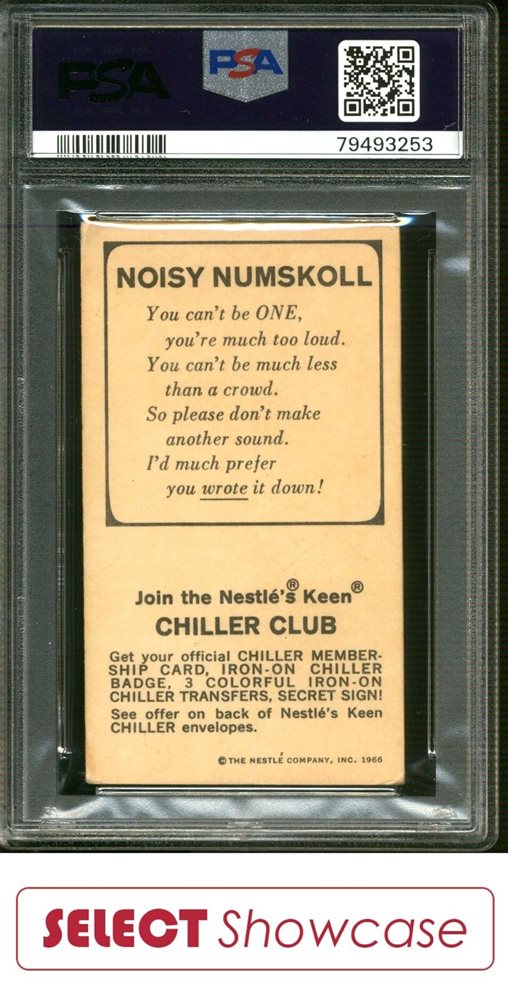 PSA
PSA
79493253
NOISY NUMSKOLL
You can't be ONE,
you're much too loud.
You can't be much less
than a crowd.
So please don't make
another sound.
I'd much prefer
you wrote it down!
Join the Nestlé's® Keen®
CHILLER CLUB
Get your official CHILLER MEMBER-
SHIP CARD, IRON-ON CHILLER
BADGE, 3 COLORFUL IRON-ON
CHILLER TRANSFERS, SECRET SIGN!
See offer on back of Nestlé's Keen
CHILLER envelopes.
©THE NESTLÉ COMPANY, INC. 1966
SELECT Showcase